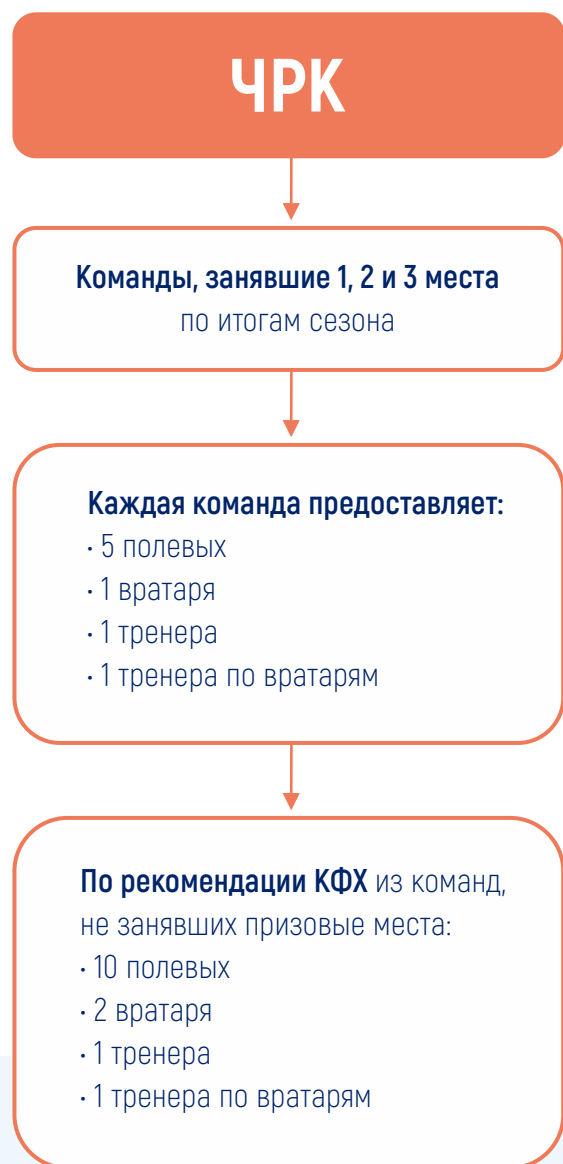 ЧРК
Команды, занявшие 1, 2 и 3 места
по итогам сезона
Каждая команда предоставляет:
• 5 полевых
• 1 вратаря
• 1 тренера
• 1 тренера по вратарям
По рекомендации КФХ из команд,
не занявших призовые места:
• 10 полевых
• 2 вратаря
• 1 тренера
• 1 тренера по вратарям